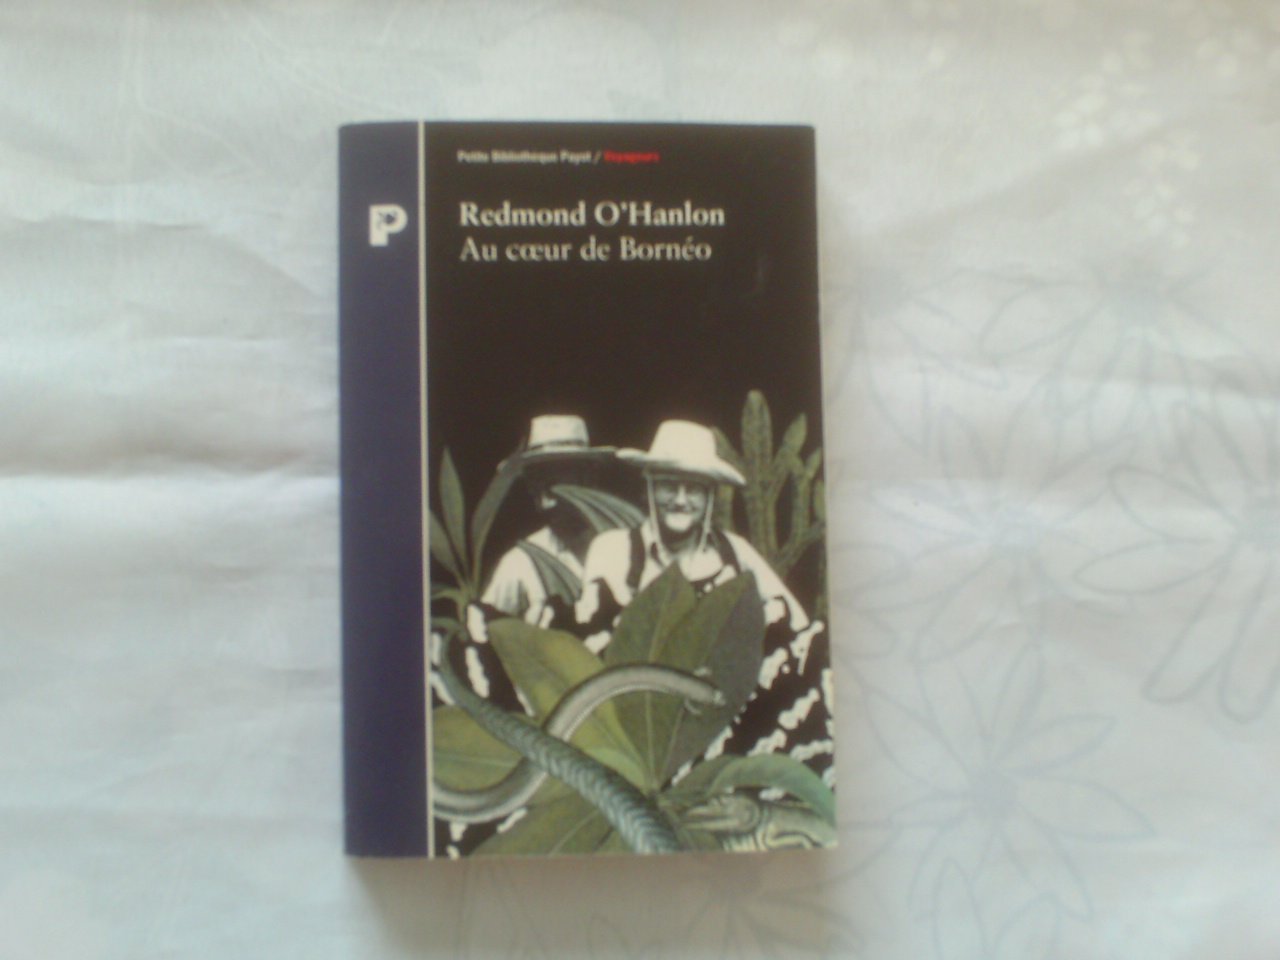 Petite Bibliothèque Payot / Voyageurs
P
Redmond O'Hanlon
Au cœur de Bornéo